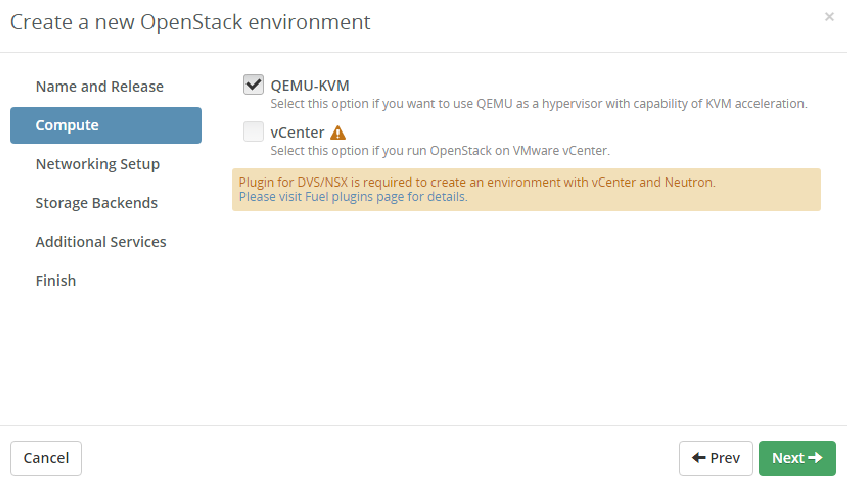 Create a new OpenStack environment
×
Name and Release
Compute
Networking Setup
Storage Backends
Additional Services
Finish
QEMU-KVM
Select this option if you want to use QEMU as a hypervisor with capability of KVM acceleration.
vCenter
Select this option if you run OpenStack on VMware vCenter.
Plugin for DVS/NSX is required to create an environment with vCenter and Neutron.
Please visit Fuel plugins page for details.
Cancel
Prev
Next